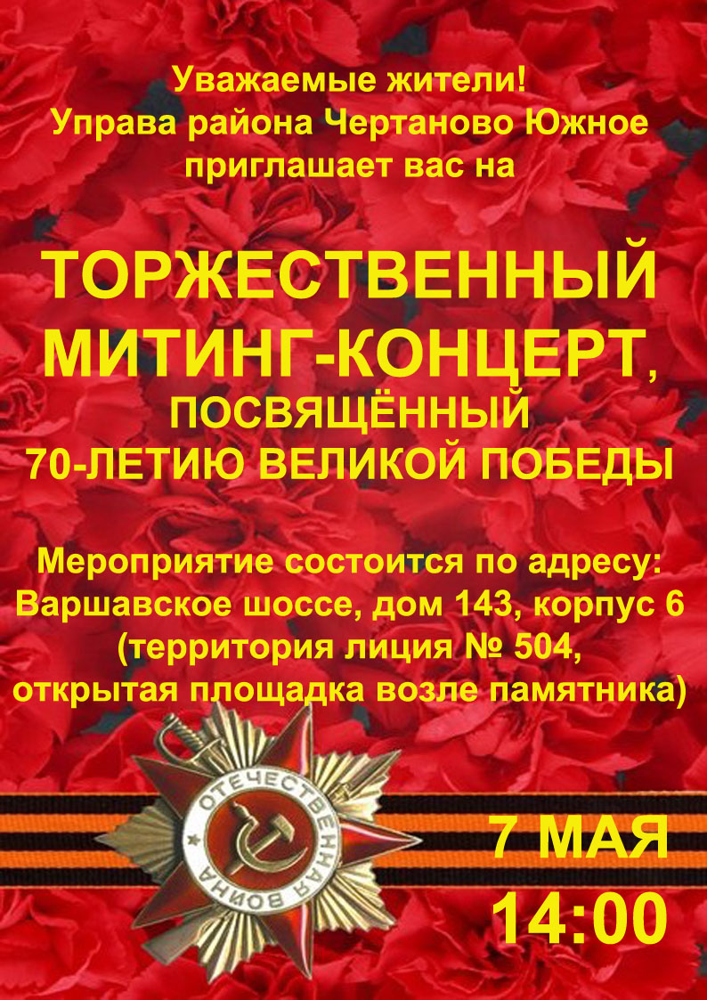 Уважаемые жители!
Управа района Чертаново Южное
приглашает вас на
ТОРЖЕСТВЕННЫЙ
МИТИНГ-КОНЦЕРТ,
ПОСВЯЩЁННЫЙ
70-ЛЕТИЮ ВЕЛИКОЙ ПОБЕДЫ
Мероприятие состоится по адресу:
Варшавское шоссе, дом 143, корпус 6
(территория лиция № 504,
открытая площадка возле памятника)
ОТЕЧЕСТВЕННАЯ ВОЙНА
7 МАЯ
14:00